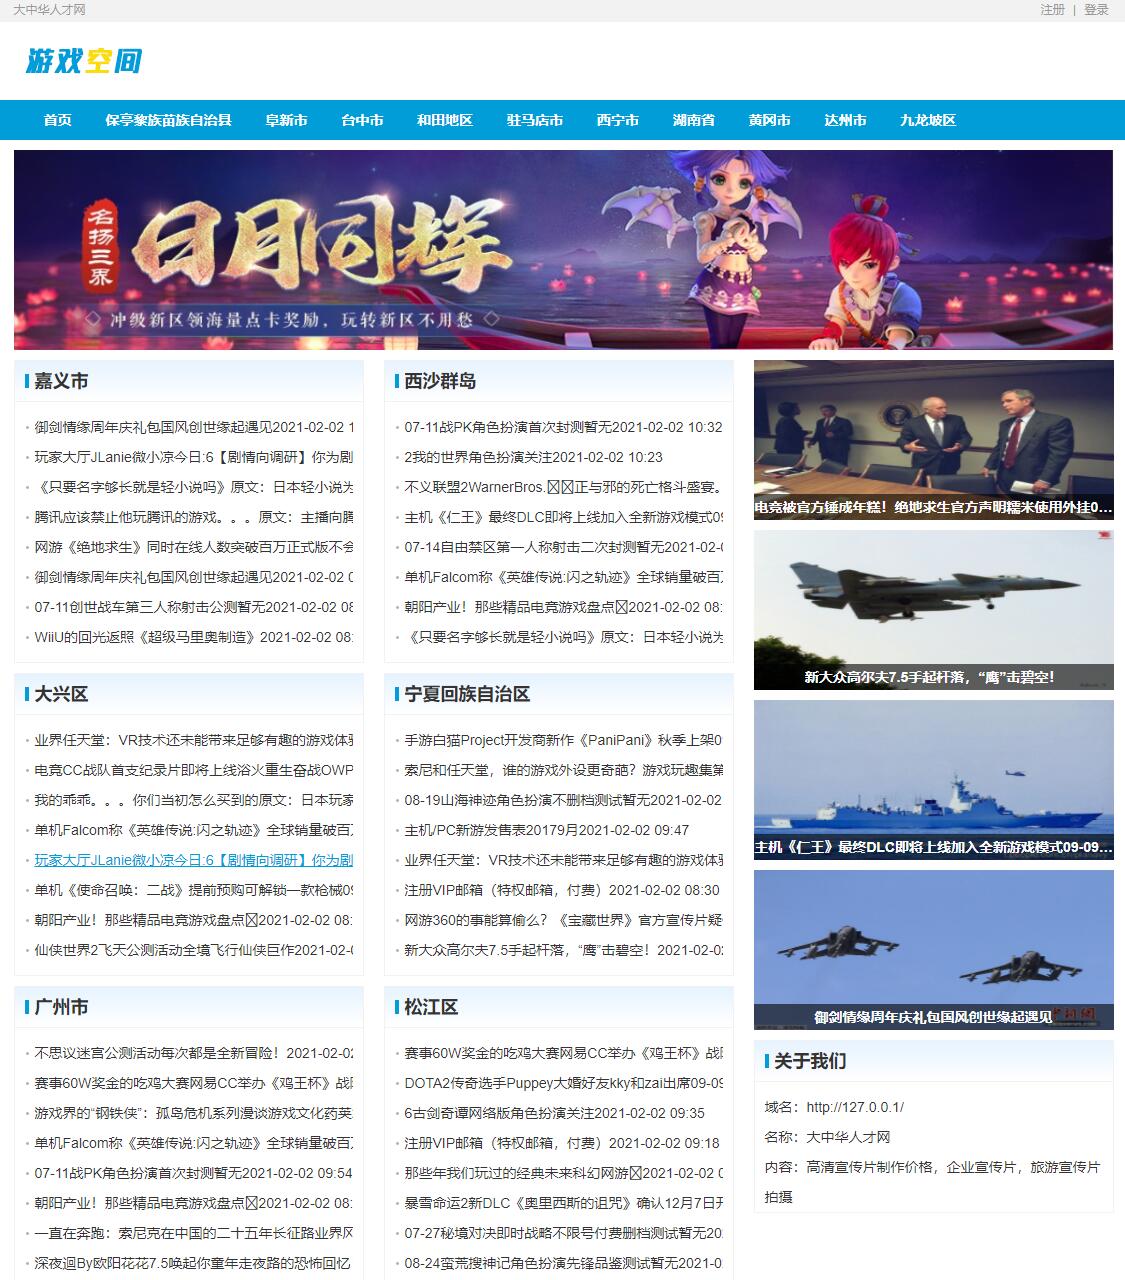 大中华人才网
注册 | 登录
游戏空间
首页 保亭黎族苗族自治县 阜新市 台中市 和田地区 驻马店市 西宁市 湖南省 黄冈市 达州市 九龙坡区
名扬三界
日月同辉
冲级新区领海量点卡奖励，玩转新区不用愁
嘉义市
御剑情缘周年庆礼包国风创世缘起遇见2021-02-02 1
玩家大厅JLanie微小凉今日:6【剧情向调研】你为剧
《只要名字够长就是轻小说吗》原文：日本轻小说为
腾讯应该禁止他玩腾讯的游戏。。。原文：主播向腾
网游《绝地求生》同时在线人数突破百万正式版不会
御剑情缘周年庆礼包国风创世缘起遇见2021-02-02 0
07-11创世战车第三人称射击公测暂无2021-02-02 08
WiiU的回光返照《超级马里奥制造》2021-02-02 08:
西沙群岛
07-11战PK角色扮演首次封测暂无2021-02-02 10:32
2我的世界角色扮演关注2021-02-02 10:23
不义联盟2WarnerBros.正与邪的死亡格斗盛宴。
主机《仁王》最终DLC即将上线加入全新游戏模式09
07-14自由禁区第一人称射击二次封测暂无2021-02-0
单机Falcom称《英雄传说:闪之轨迹》全球销量破百万
朝阳产业！那些精品电竞游戏盘点2021-02-02 08:
《只要名字够长就是轻小说吗》原文：日本轻小说为
电竞被官方锤成年糕！绝地求生官方声明糯米使用外挂0...
新大众高尔夫7.5手起杆落，“鹰”击碧空！
主机《仁王》最终DLC即将上线加入全新游戏模式09-09...
御剑情缘周年庆礼包国风创世缘起遇见
大兴区
业界任天堂：VR技术还未能带来足够有趣的游戏体验
电竞CC战队首支纪录片即将上线浴火重生奋战OWP
我的乖乖。。。你们当初怎么买到的原文：日本玩家
单机Falcom称《英雄传说:闪之轨迹》全球销量破百万
玩家大厅JLanie微小凉今日:6【剧情向调研】你为剧
单机《使命召唤：二战》提前预购可解锁一款枪械09
朝阳产业！那些精品电竞游戏盘点2021-02-02 08:
仙侠世界2飞天公测活动全境飞行仙侠巨作2021-02-0
宁夏回族自治区
手游白猫Project开发商新作《PaniPani》秋季上架0
索尼和任天堂，谁的游戏外设更奇葩？游戏玩趣集第
08-19山海神迹角色扮演不删档测试暂无2021-02-02
主机/PC新游发售表20179月2021-02-02 09:47
业界任天堂：VR技术还未能带来足够有趣的游戏体验
注册VIP邮箱（特权邮箱，付费）2021-02-02 08:30
网游360的事能算偷么？《宝藏世界》官方宣传片疑
新大众高尔夫7.5手起杆落，“鹰”击碧空！2021-02-02
广州市
不思议迷宫公测活动每次都是全新冒险！2021-02-02
赛事60W奖金的吃鸡大赛网易CC举办《鸡王杯》战队
游戏界的“钢铁侠”：孤岛危机系列漫谈游戏文化药英
单机Falcom称《英雄传说:闪之轨迹》全球销量破百万
07-11战PK角色扮演首次封测暂无2021-02-02 09:54
朝阳产业！那些精品电竞游戏盘点2021-02-02 08:
一直在奔跑：索尼克在中国的二十五年长征路业界风
深夜迴By欧阳花花7.5唤起你童年走夜路的恐怖回忆
松江区
赛事60W奖金的吃鸡大赛网易CC举办《鸡王杯》战队
DOTA2传奇选手Puppey大婚好友kky和zai出席09-09
6古剑奇谭网络版角色扮演关注2021-02-02 09:35
注册VIP邮箱（特权邮箱，付费）2021-02-02 09:18
那些年我们玩过的经典未来科幻网游2021-02-02 0
暴雪命运2新DLC《奥里西斯的诅咒》确认12月7日开
07-27秘境对决即时战略不限号付费删档测试暂无20
08-24蛮荒搜神记角色扮演先锋品鉴测试暂无2021-0
关于我们
域名：http://127.0.0.1/
名称：大中华人才网
内容：高清宣传片制作价格，企业宣传片，旅游宣传片
拍摄